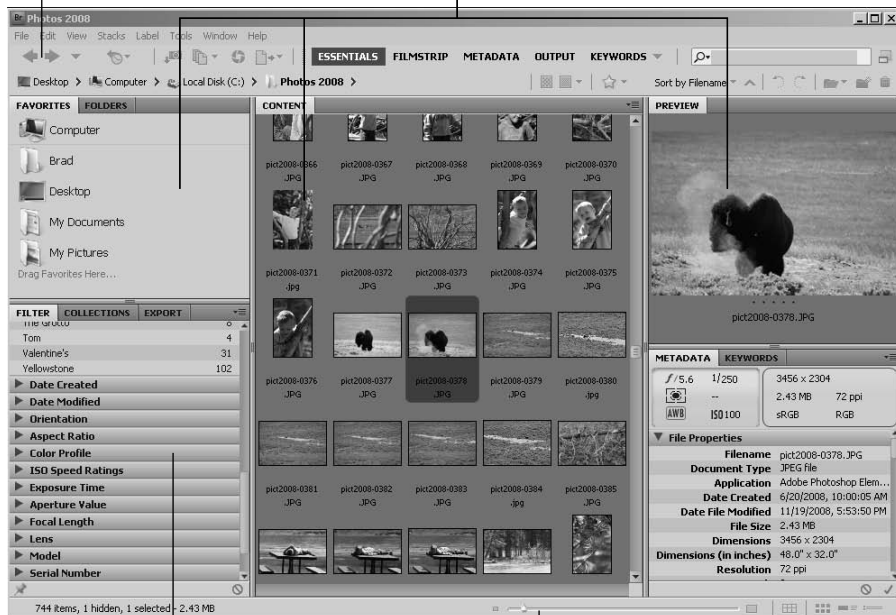 Br Photos 2008
File Edit View Stacks Label Tools Window Help
ESSENTIALS FILMSTRIP METADATA OUTPUT KEYWORDS
Desktop > Computer > Local Disk (C:) > Photos 2008 >
Sort by Filename
FAVORITES FOLDERS
Computer
Brad
Desktop
My Documents
My Pictures
Drag Favorites Here...
FILTER COLLECTIONS EXPORT
The Grotto 8
Tom 4
Valentine's 31
Yellowstone 102
Date Created
Date Modified
Orientation
Aspect Ratio
Color Profile
ISO Speed Ratings
Exposure Time
Aperture Value
Focal Length
Lens
Model
Serial Number
CONTENT
pict2008-0366 pict2008-0367 pict2008-0368 pict2008-0369 pict2008-0370
.JPG .JPG .JPG .JPG .JPG
pict2008-0371 pict2008-0372 pict2008-0373 pict2008-0374 pict2008-0375
.jpg .JPG .JPG .JPG .JPG
pict2008-0376 pict2008-0377 pict2008-0378 pict2008-0379 pict2008-0380
.JPG .JPG .JPG .JPG .jpg
pict2008-0381 pict2008-0382 pict2008-0383 pict2008-0384 pict2008-0385
.JPG .JPG .JPG .jpg .JPG
PREVIEW
pict2008-0378.JPG
METADATA KEYWORDS
f/5.6 1/250
--
AWB ISO100
3456 x 2304
2.43 MB 72 ppi
sRGB RGB
File Properties
Filename pict2008-0378.JPG
Document Type JPEG file
Application Adobe Photoshop Elem...
Date Created 6/20/2008, 10:00:05 AM
Date File Modified 11/19/2008, 5:53:50 PM
File Size 2.43 MB
Dimensions 3456 x 2304
Dimensions (in inches) 48.0" x 32.0"
Resolution 72 ppi
744 items, 1 hidden, 1 selected - 2.43 MB